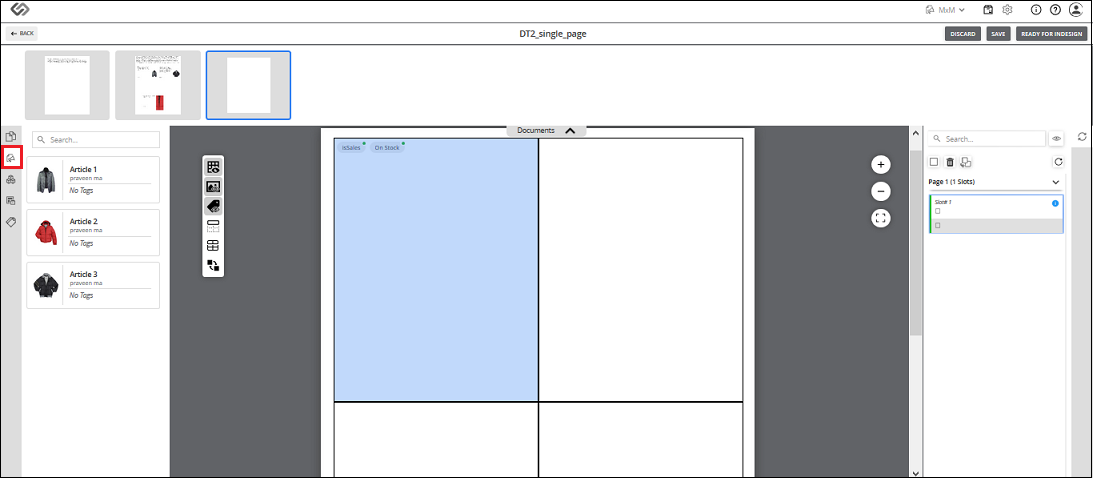 MxM
BACK
DT2_single_page
DISCARD
SAVE
READY FOR INDESIGN
Documents
Search...
Article 1
praveen ma
No Tags
Article 2
praveen ma
No Tags
Article 3
praveen ma
No Tags
isSales
On Stock
Search...
Page 1 (1 Slots)
Slot# 1